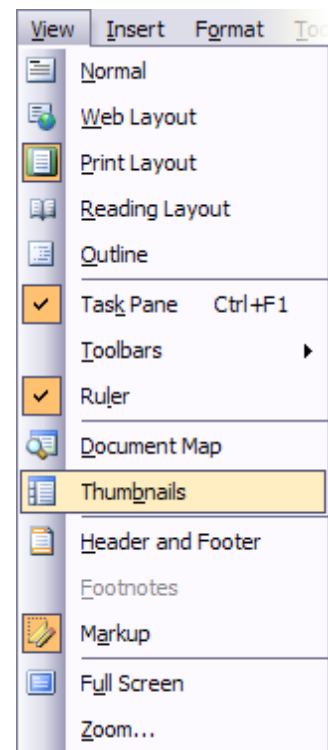 View Insert Format
Normal
Web Layout
Print Layout
Reading Layout
Outline
Task Pane Ctrl+F1
Toolbars
Ruler
Document Map
Thumbnails
Header and Footer
Footnotes
Markup
Full Screen
Zoom...